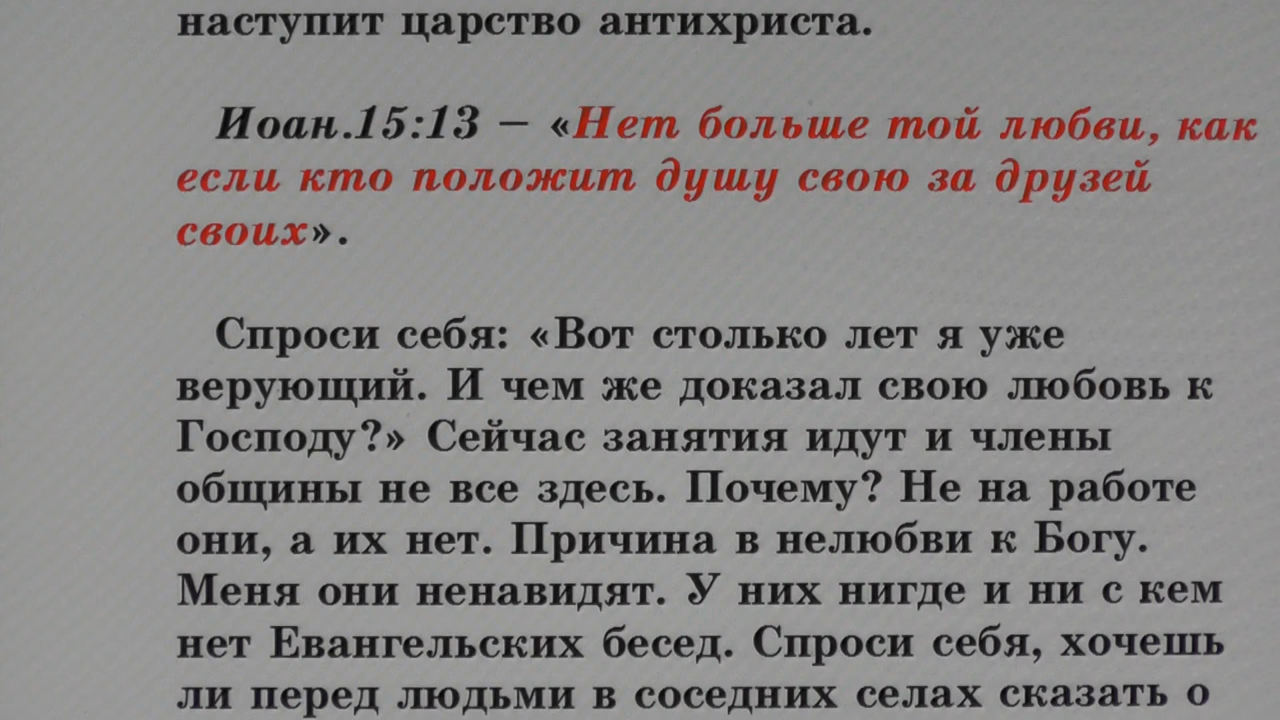 наступит царство антихриста.
Иоан.15:13 – «Нет больше той любви, как
если кто положит душу свою за друзей
своих».
Спроси себя: «Вот столько лет я уже
верующий. И чем же доказал свою любовь к
Господу?» Сейчас занятия идут и члены
общины не все здесь. Почему? Не на работе
они, а их нет. Причина в нелюбви к Богу.
Меня они ненавидят. У них нигде и ни с кем
нет Евангельских бесед. Спроси себя, хочешь
ли перед людьми в соседних селах сказать о